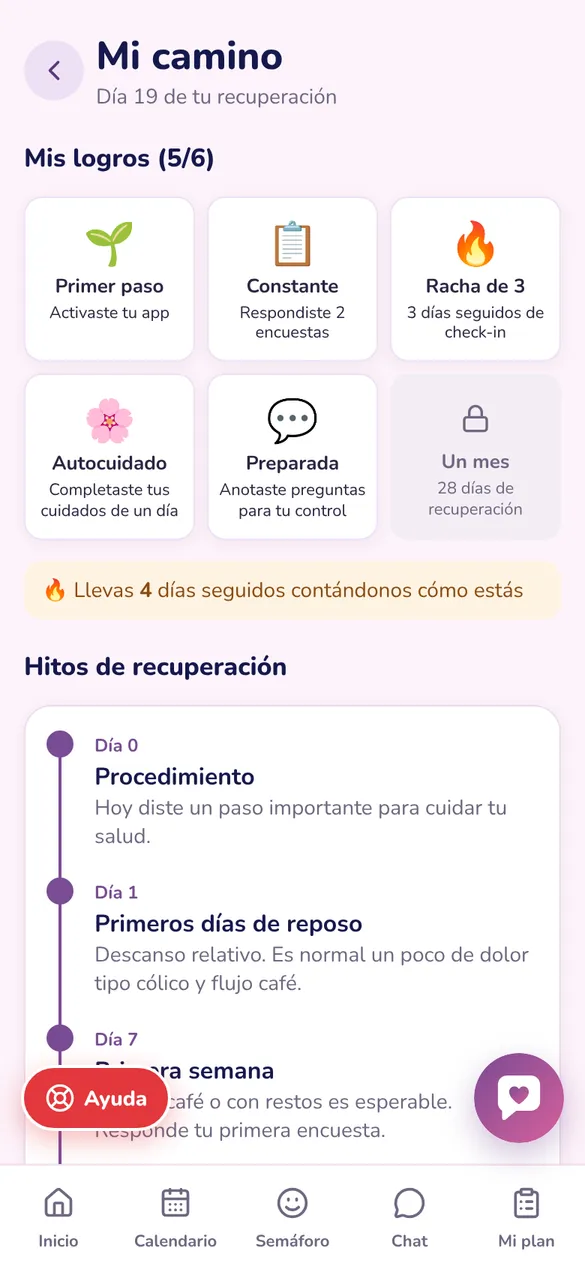 Mi camino
Día 19 de tu recuperación
Mis logros (5/6)
Primer paso
Activaste tu app
Constante
Respondiste 2
encuestas
Racha de 3
3 días seguidos de
check-in
Autocuidado
Completaste tus
cuidados de un día
Preparada
Anotaste preguntas
para tu control
Un mes
28 días de
recuperación
🔥 Llevas 4 días seguidos contándonos cómo estás
Hitos de recuperación
Día 0
Procedimiento
Hoy diste un paso importante para cuidar tu
salud.
Día 1
Primeros días de reposo
Descanso relativo. Es normal un poco de dolor
tipo cólico y flujo café.
Día 7
Primera semana
café o con restos es esperable.
Responde tu primera encuesta.
Ayuda
Inicio
Calendario
Semáforo
Chat
Mi plan